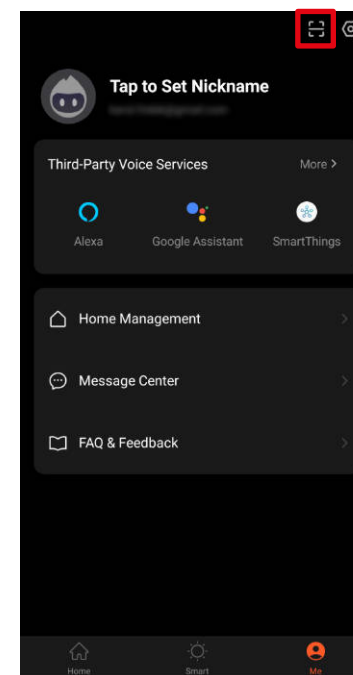 Tap to Set Nickname
Third-Party Voice Services More >
Alexa Google Assistant SmartThings
Home Management
Message Center
FAQ & Feedback
Home Smart Me